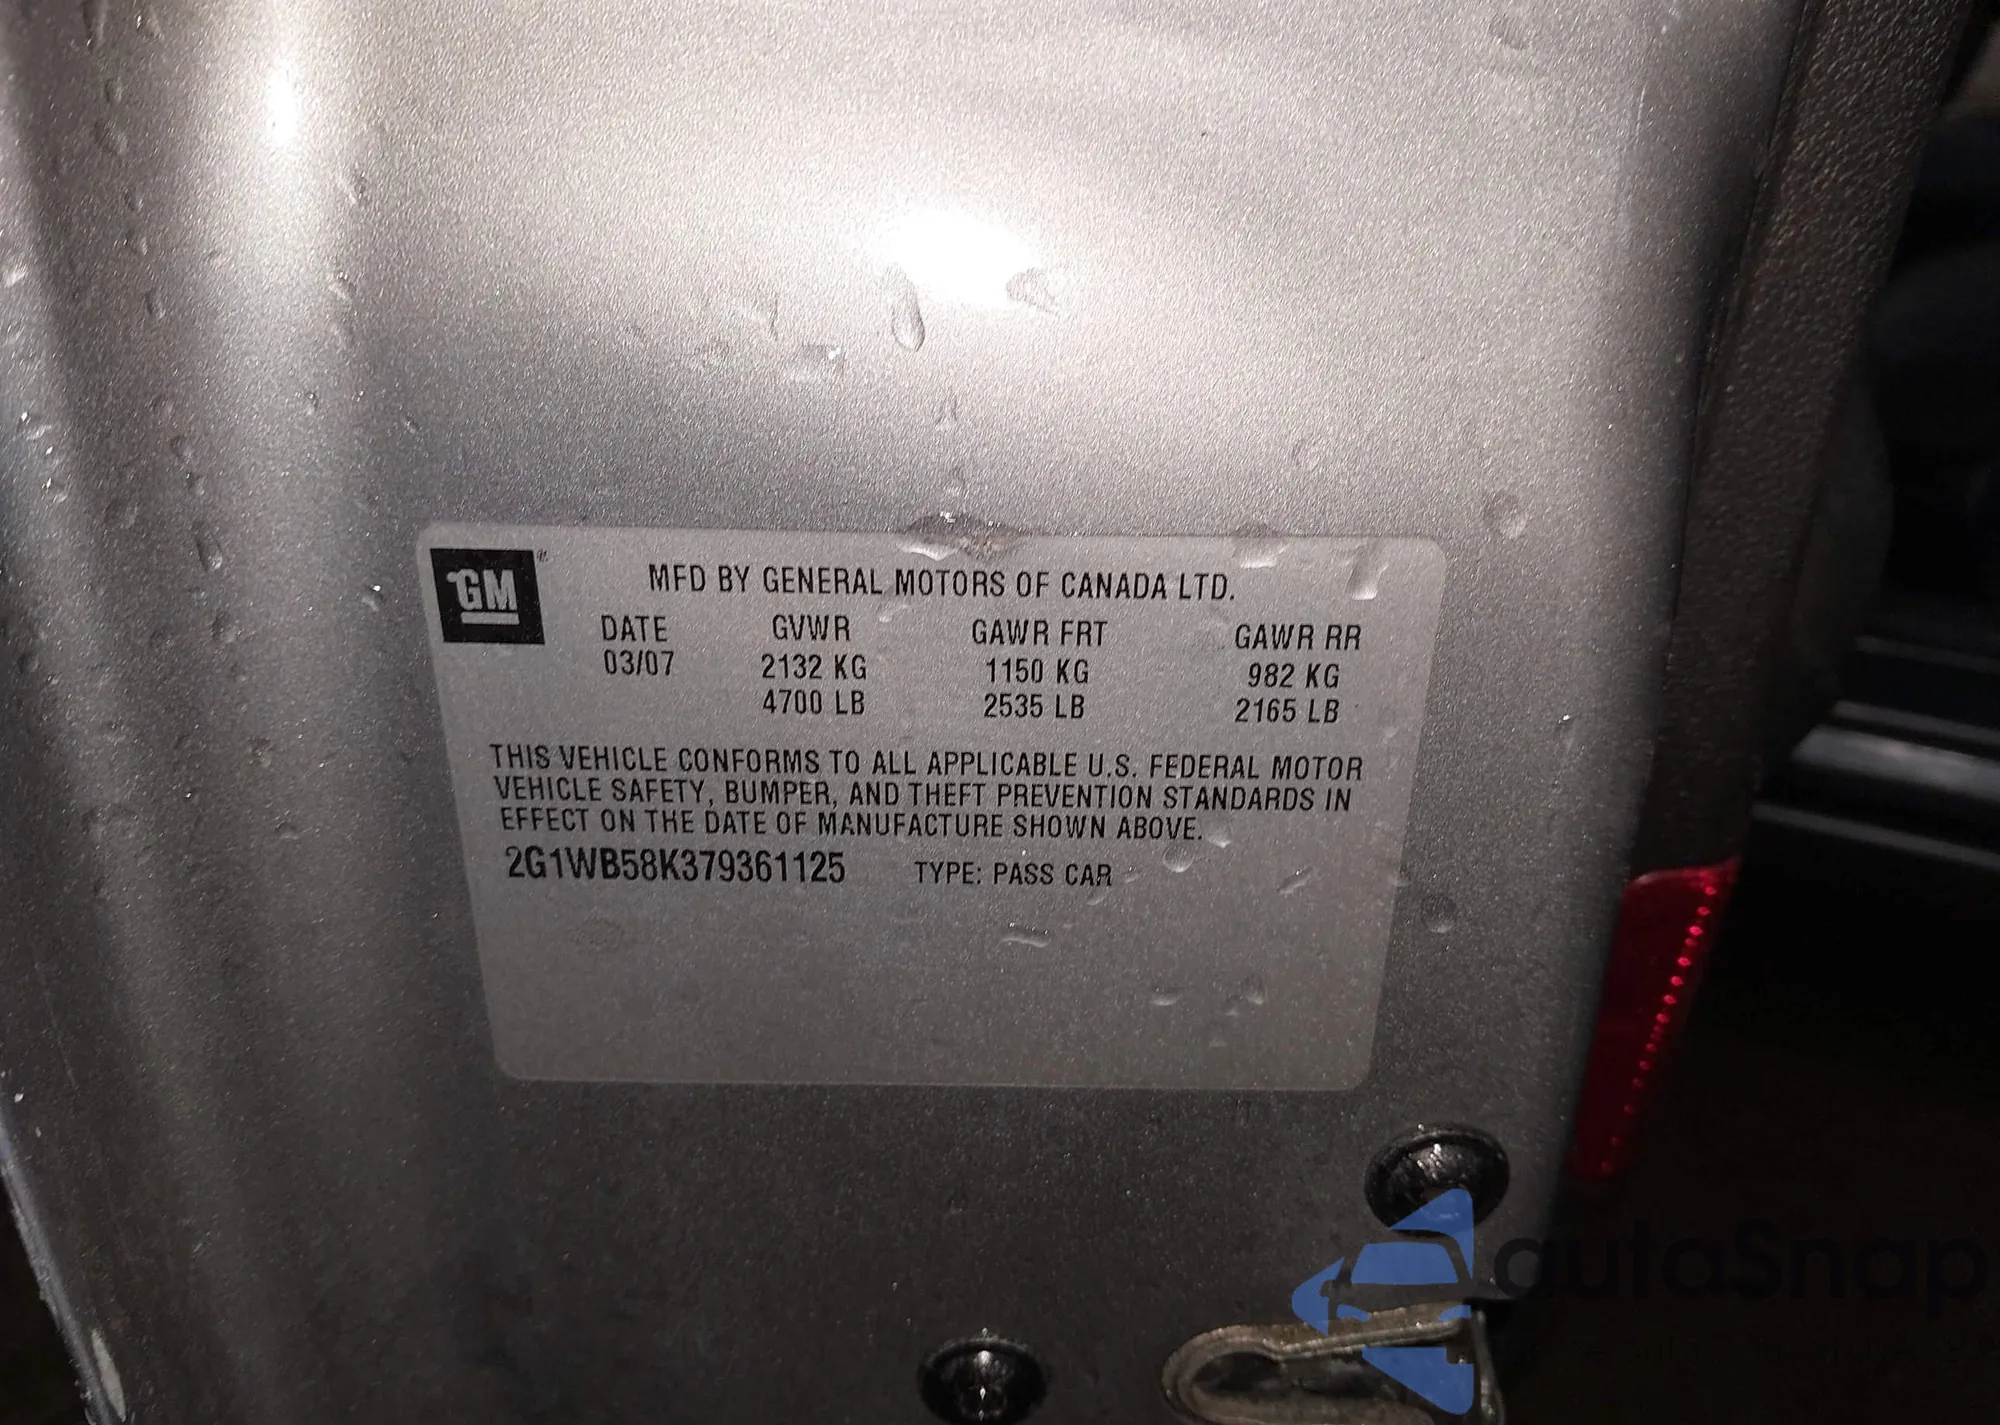 GM
MFD BY GENERAL MOTORS OF CANADA LTD.
DATE GVWR GAWR FRT GAWR RR
03/07 2132 KG 1150 KG 982 KG
4700 LB 2535 LB 2165 LB
THIS VEHICLE CONFORMS TO ALL APPLICABLE U.S. FEDERAL MOTOR
VEHICLE SAFETY, BUMPER, AND THEFT PREVENTION STANDARDS IN
EFFECT ON THE DATE OF MANUFACTURE SHOWN ABOVE.
2G1WB58K379361125 TYPE: PASS CAR
autaSnap